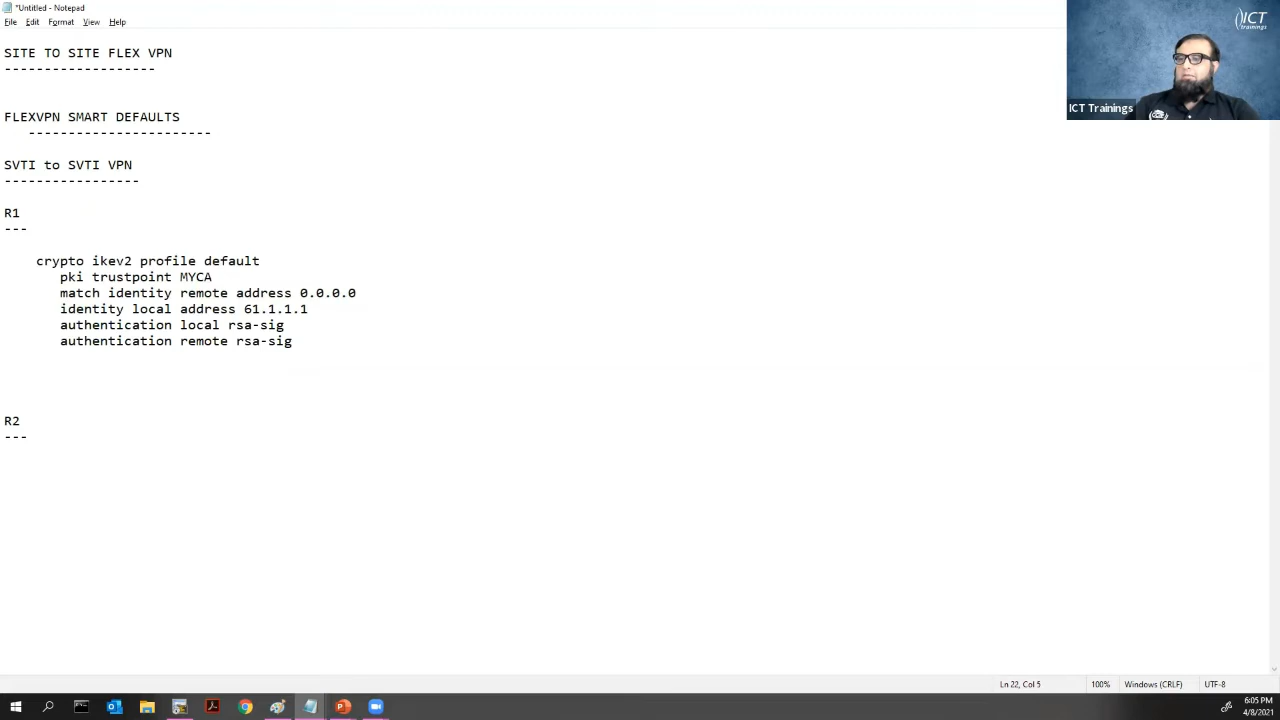 *Untitled - Notepad
File Edit Format View Help
SITE TO SITE FLEX VPN
-------------------
FLEXVPN SMART DEFAULTS
-----------------------
SVTI to SVTI VPN
-----------------
R1
---
crypto ikev2 profile default
pki trustpoint MYCA
match identity remote address 0.0.0.0
identity local address 61.1.1.1
authentication local rsa-sig
authentication remote rsa-sig
R2
---
ICT
trainings
ICT Trainings
Ln 22, Col 5
100%
Windows (CRLF)
UTF-8
6:05 PM
4/8/2021